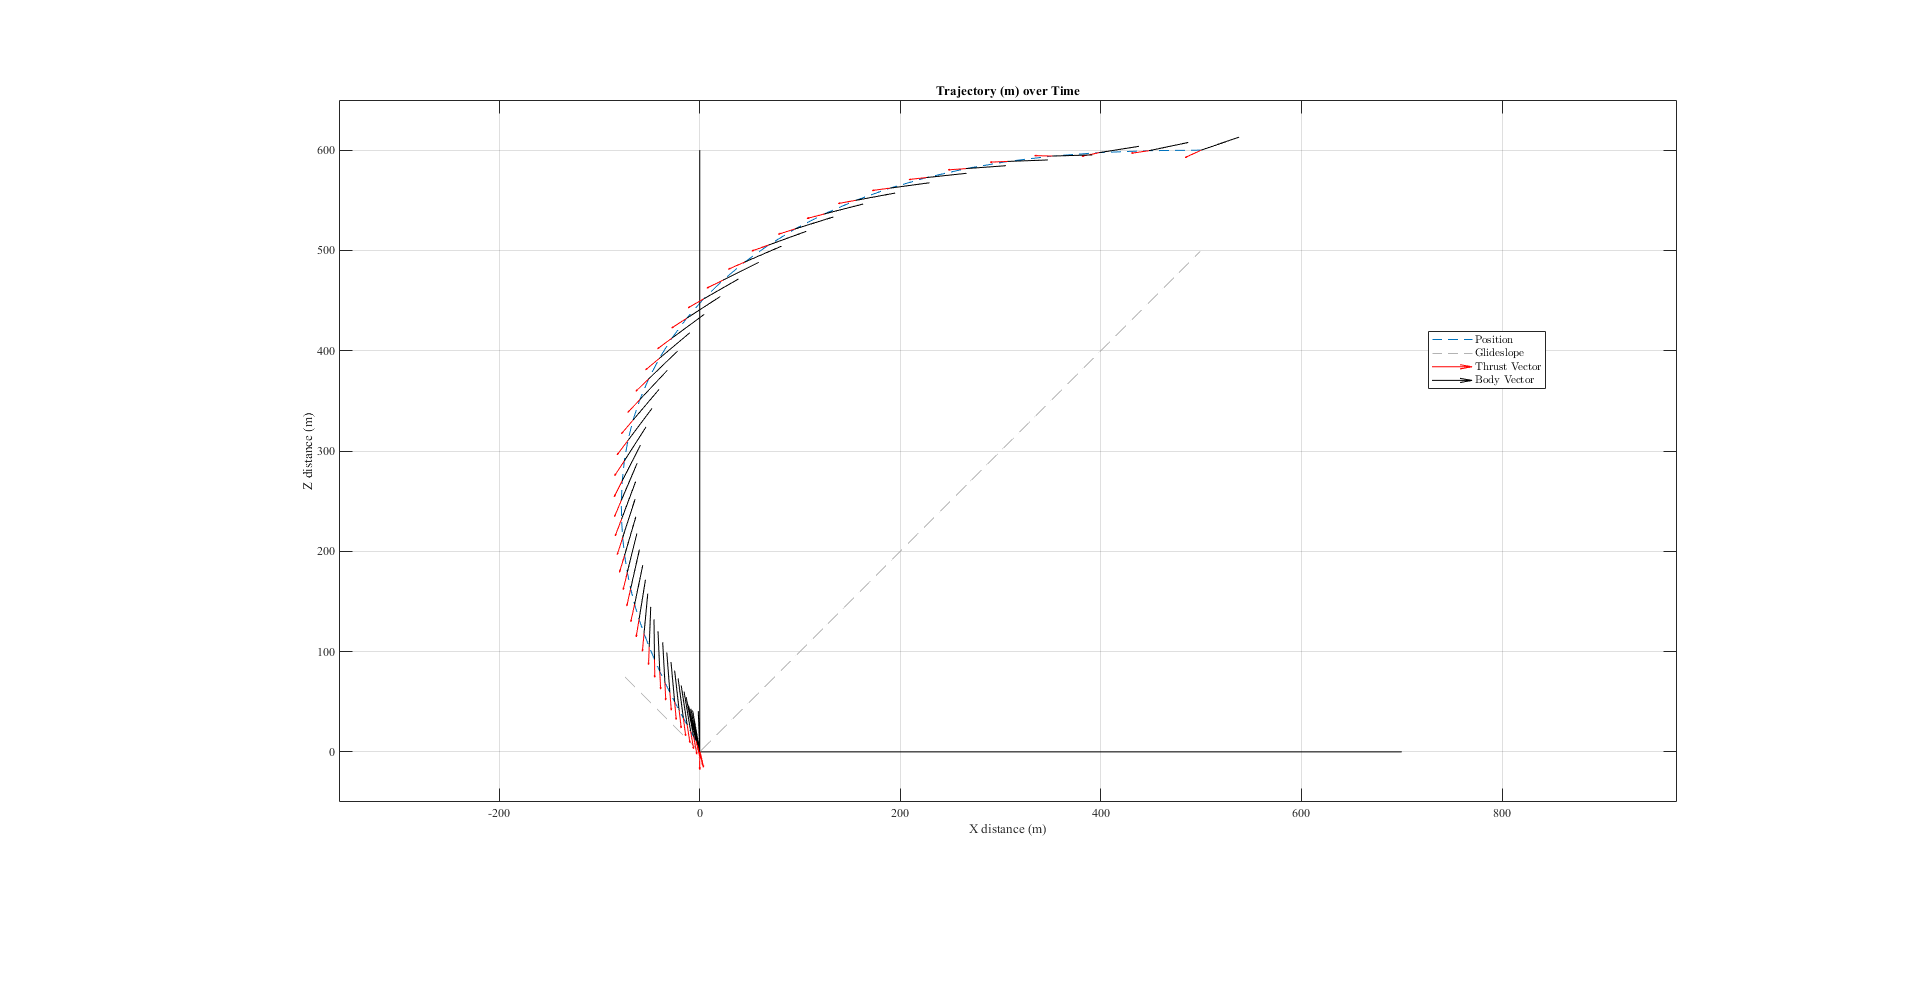 Trajectory (m) over Time
600
500
400
300
200
100
0
Z distance (m)
Position
Glideslope
Thrust Vector
Body Vector
-200
0
200
400
600
800
X distance (m)